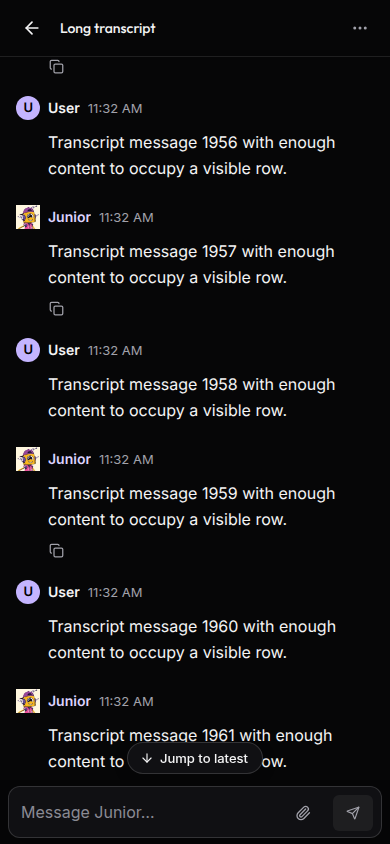 Long transcript
U User 11:32 AM
Transcript message 1956 with enough
content to occupy a visible row.
Junior 11:32 AM
Transcript message 1957 with enough
content to occupy a visible row.
U User 11:32 AM
Transcript message 1958 with enough
content to occupy a visible row.
Junior 11:32 AM
Transcript message 1959 with enough
content to occupy a visible row.
U User 11:32 AM
Transcript message 1960 with enough
content to occupy a visible row.
Junior 11:32 AM
Transcript message 1961 with enough
content to
Jump to latest
Message Junior...